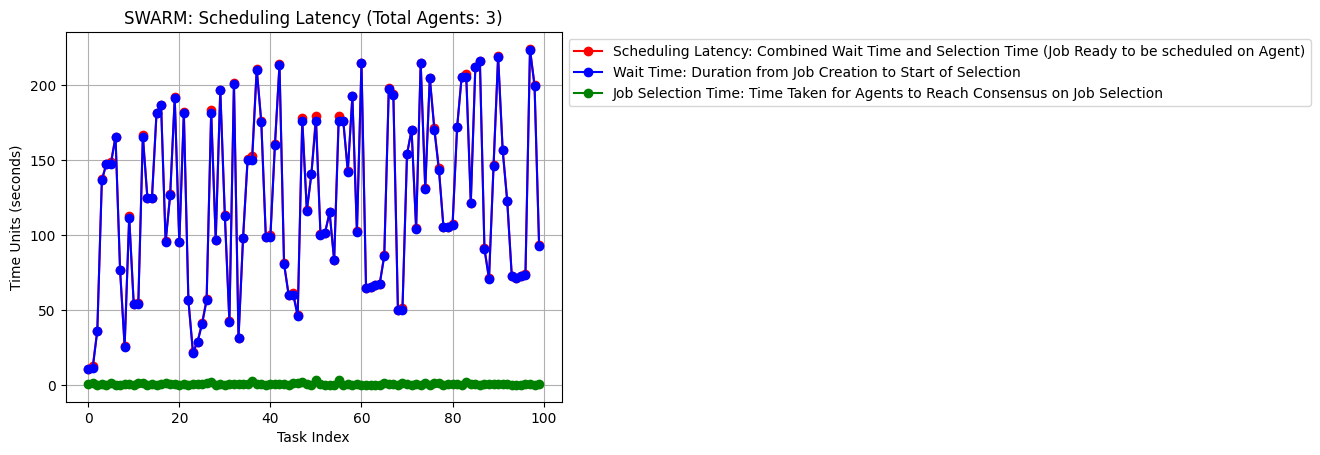 SWARM: Scheduling Latency (Total Agents: 3)
Scheduling Latency: Combined Wait Time and Selection Time (Job Ready to be scheduled on Agent)
Wait Time: Duration from Job Creation to Start of Selection
Job Selection Time: Time Taken for Agents to Reach Consensus on Job Selection
Time Units (seconds)
200
150
100
50
0
0 20 40 60 80 100
Task Index